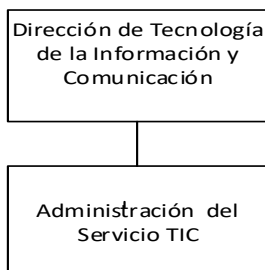 Dirección de Tecnología
de la Información y
Comunicación
Administración del
Servicio TIC